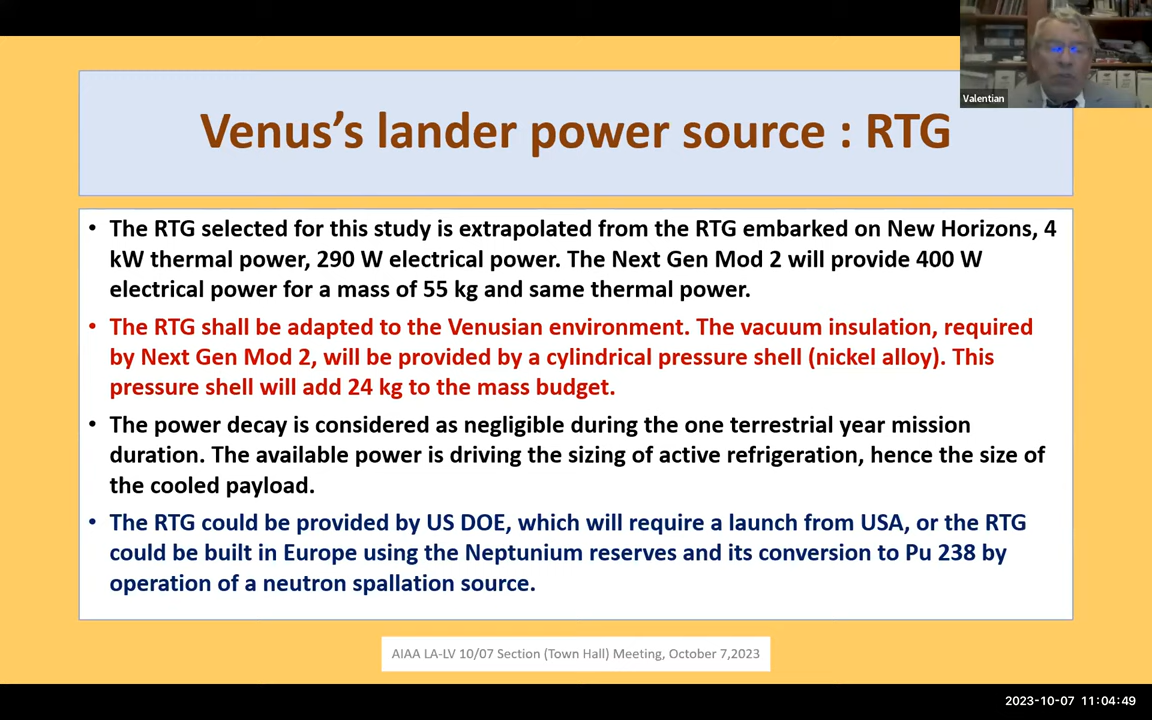 Valentian
Venus's lander power source : RTG
• The RTG selected for this study is extrapolated from the RTG embarked on New Horizons, 4
kW thermal power, 290 W electrical power. The Next Gen Mod 2 will provide 400 W
electrical power for a mass of 55 kg and same thermal power.
• The RTG shall be adapted to the Venusian environment. The vacuum insulation, required
by Next Gen Mod 2, will be provided by a cylindrical pressure shell (nickel alloy). This
pressure shell will add 24 kg to the mass budget.
• The power decay is considered as negligible during the one terrestrial year mission
duration. The available power is driving the sizing of active refrigeration, hence the size of
the cooled payload.
• The RTG could be provided by US DOE, which will require a launch from USA, or the RTG
could be built in Europe using the Neptunium reserves and its conversion to Pu 238 by
operation of a neutron spallation source.
AIAA LA-LV 10/07 Section (Town Hall) Meeting, October 7,2023
2023-10-07 11:04:49